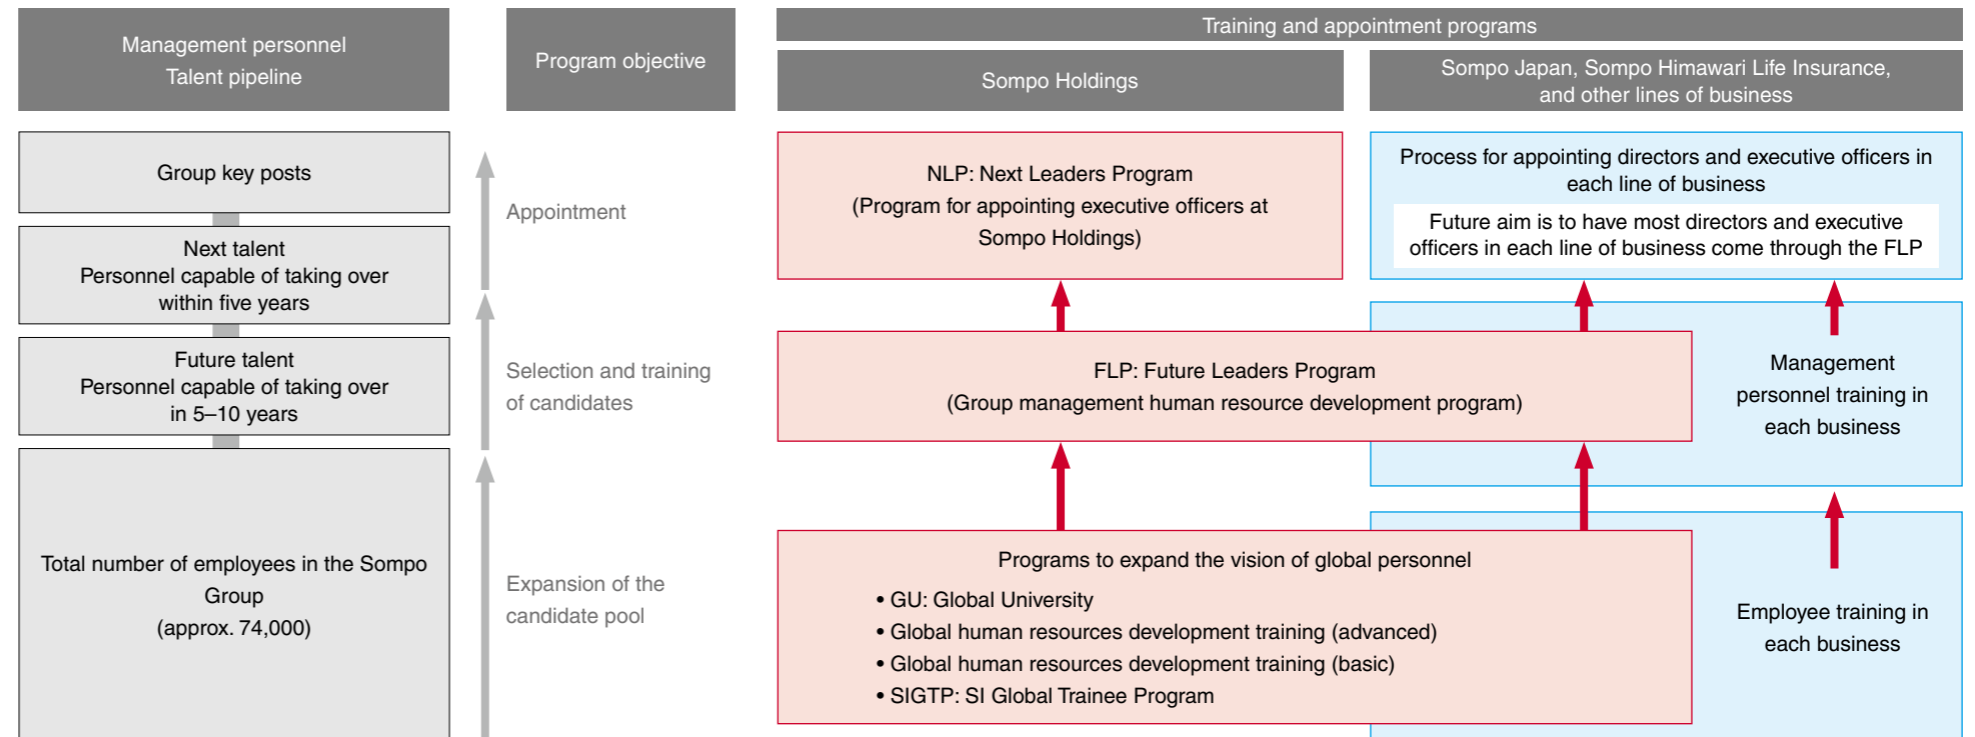 Management personnel
Talent pipeline
Program objective
Training and appointment programs
Sompo Holdings
Sompo Japan, Sompo Himawari Life Insurance,
and other lines of business
Group key posts
Next talent
Personnel capable of taking over
within five years
Future talent
Personnel capable of taking over
in 5–10 years
Total number of employees in the Sompo
Group
(approx. 74,000)
Appointment
Selection and training
of candidates
Expansion of the
candidate pool
NLP: Next Leaders Program
(Program for appointing executive officers at
Sompo Holdings)
Process for appointing directors and executive officers in
each line of business
Future aim is to have most directors and executive
officers in each line of business come through the FLP
FLP: Future Leaders Program
(Group management human resource development program)
Management
personnel training in
each business
Programs to expand the vision of global personnel
• GU: Global University
• Global human resources development training (advanced)
• Global human resources development training (basic)
• SIGTP: SI Global Trainee Program
Employee training in
each business